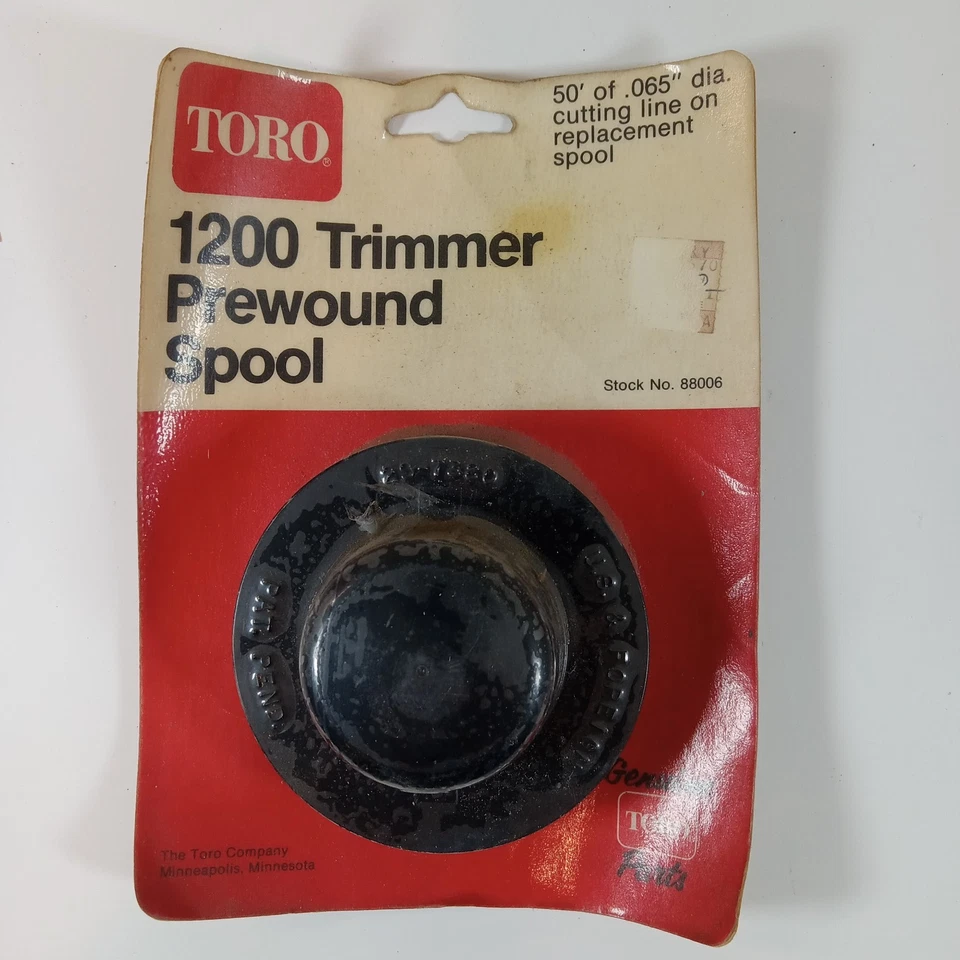 TORO®
50' of .065" dia.
cutting line on
replacement
spool
1200 Trimmer
Prewound
Spool
Stock No. 88006
PAT. PEND.
U.S. & FOREIGN
Genuine
TORO
Parts
The Toro Company
Minneapolis, Minnesota